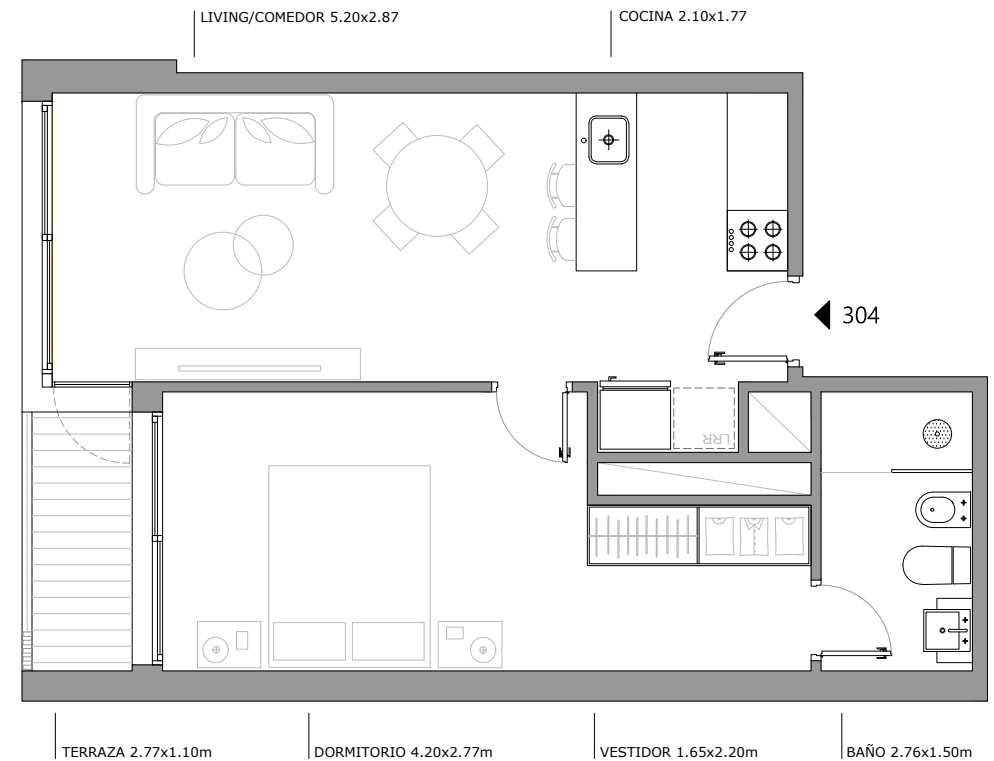 LIVING/COMEDOR 5.20x2.87
COCINA 2.10x1.77
304
LRR
TERRAZA 2.77x1.10m
DORMITORIO 4.20x2.77m
VESTIDOR 1.65x2.20m
BAÑO 2.76x1.50m